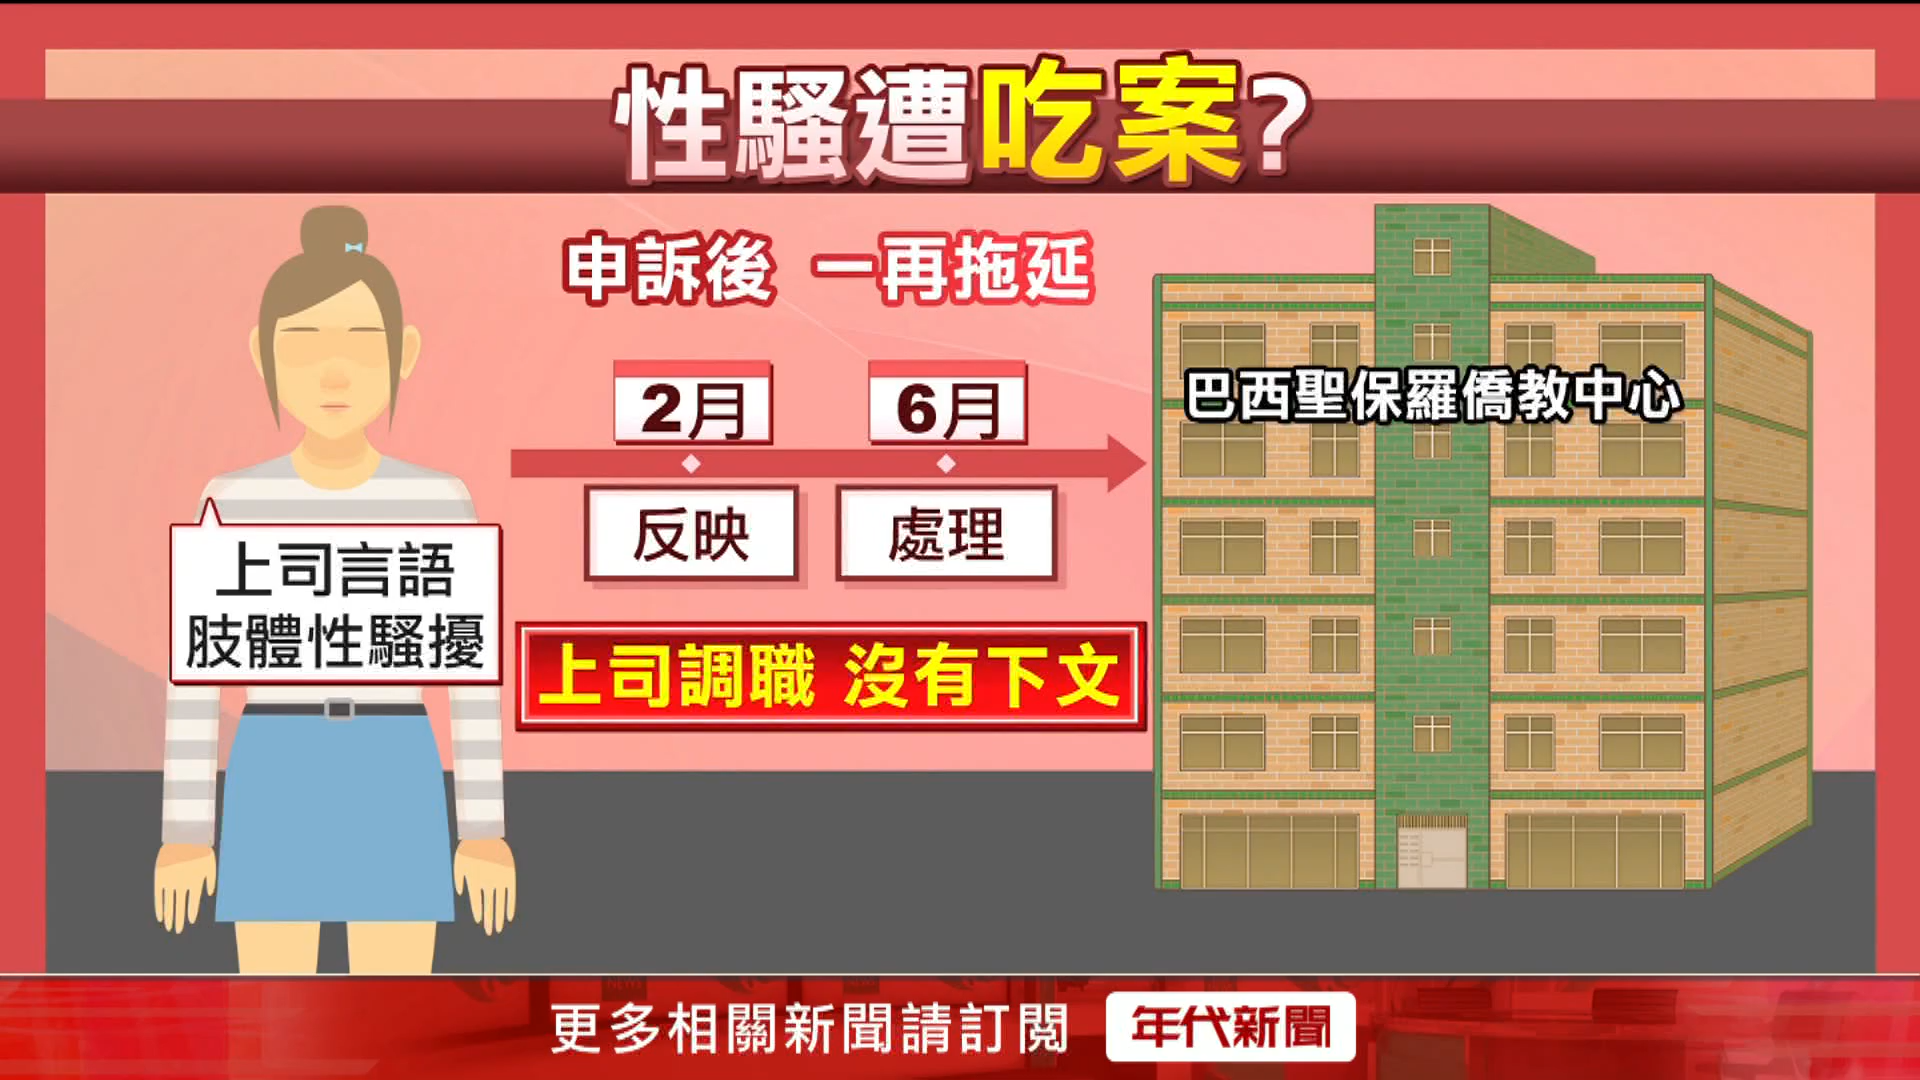 性騷遭吃案?
申訴後 一再拖延
2月
6月
反映
處理
上司調職 沒有下文
上司言語
肢體性騷擾
巴西聖保羅僑教中心
更多相關新聞請訂閱
年代新聞